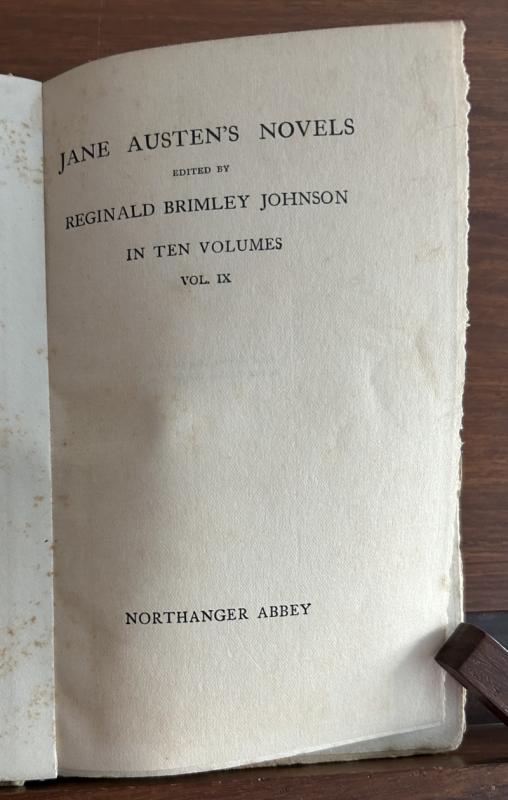 JANE AUSTEN'S NOVELS
EDITED BY
REGINALD BRIMLEY JOHNSON
IN TEN VOLUMES
VOL. IX
NORTHANGER ABBEY